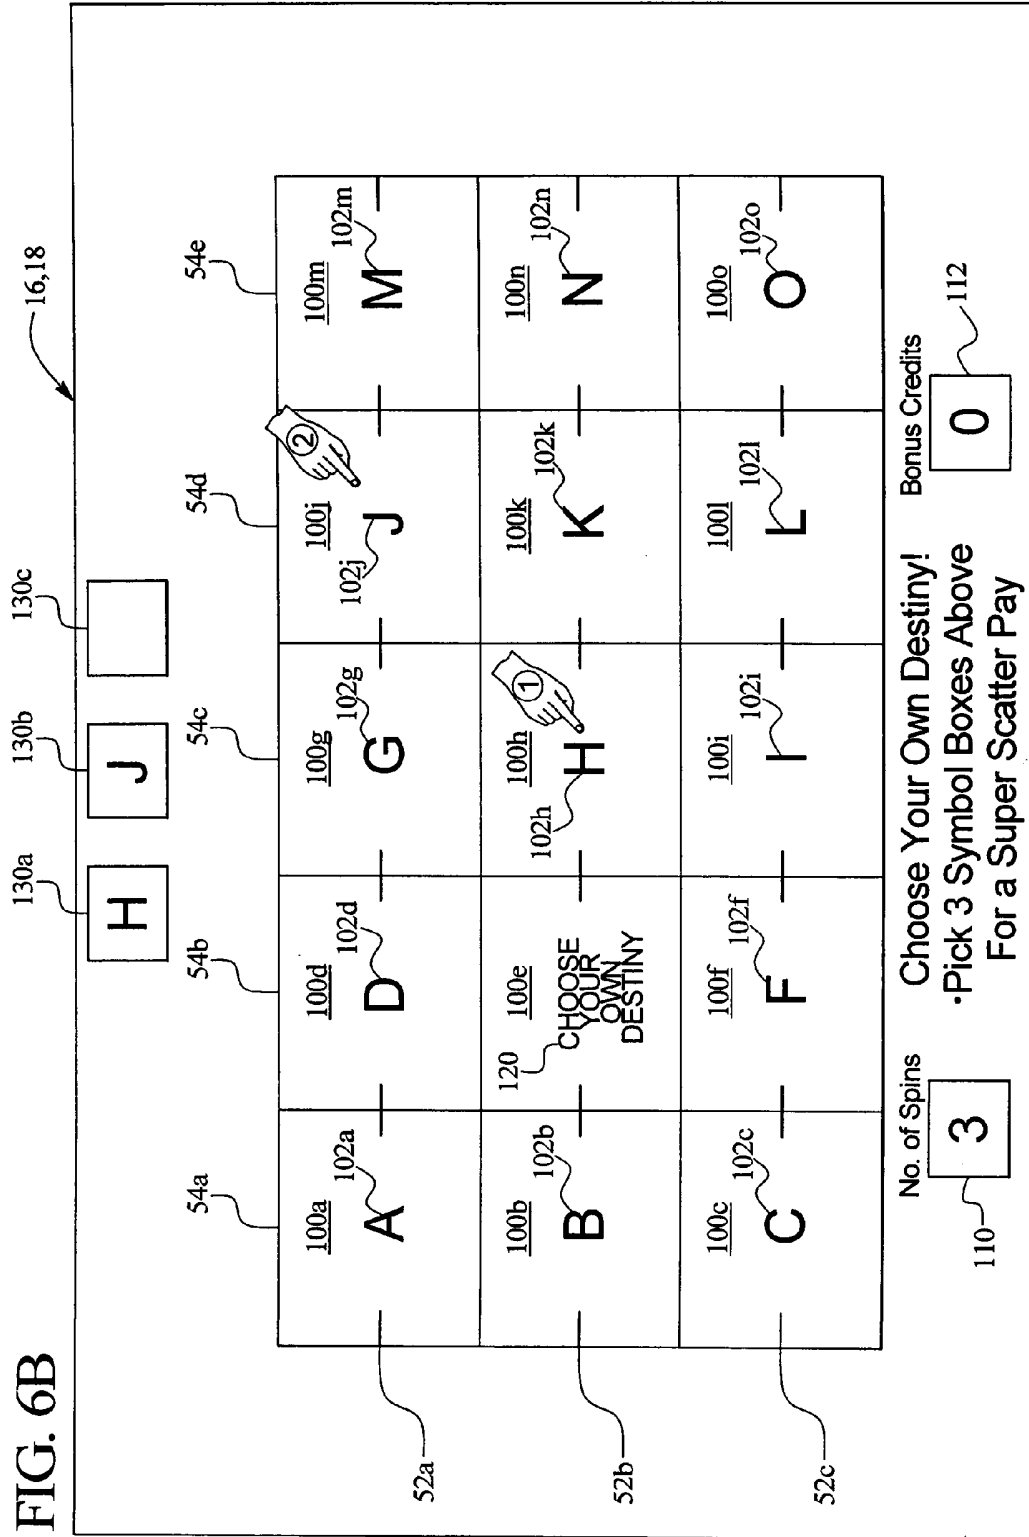 FIG. 6B
16,18
130a
130b
130c
H
J
54a
54b
54c
54d
54e
100a
100d
100g
100j
100m
102a
102d
102g
102j
102m
A
D
G
J
M
②
52a
100b
100e
100h
100k
100n
102b
120
102h
102k
102n
B
CHOOSE
YOUR
OWN
DESTINY
H
K
N
①
52b
100c
100f
100i
100l
100o
102c
102f
102i
102l
102o
C
F
I
L
O
52c
No. of Spins
3
110
Choose Your Own Destiny!
·Pick 3 Symbol Boxes Above
For a Super Scatter Pay
Bonus Credits
0
112